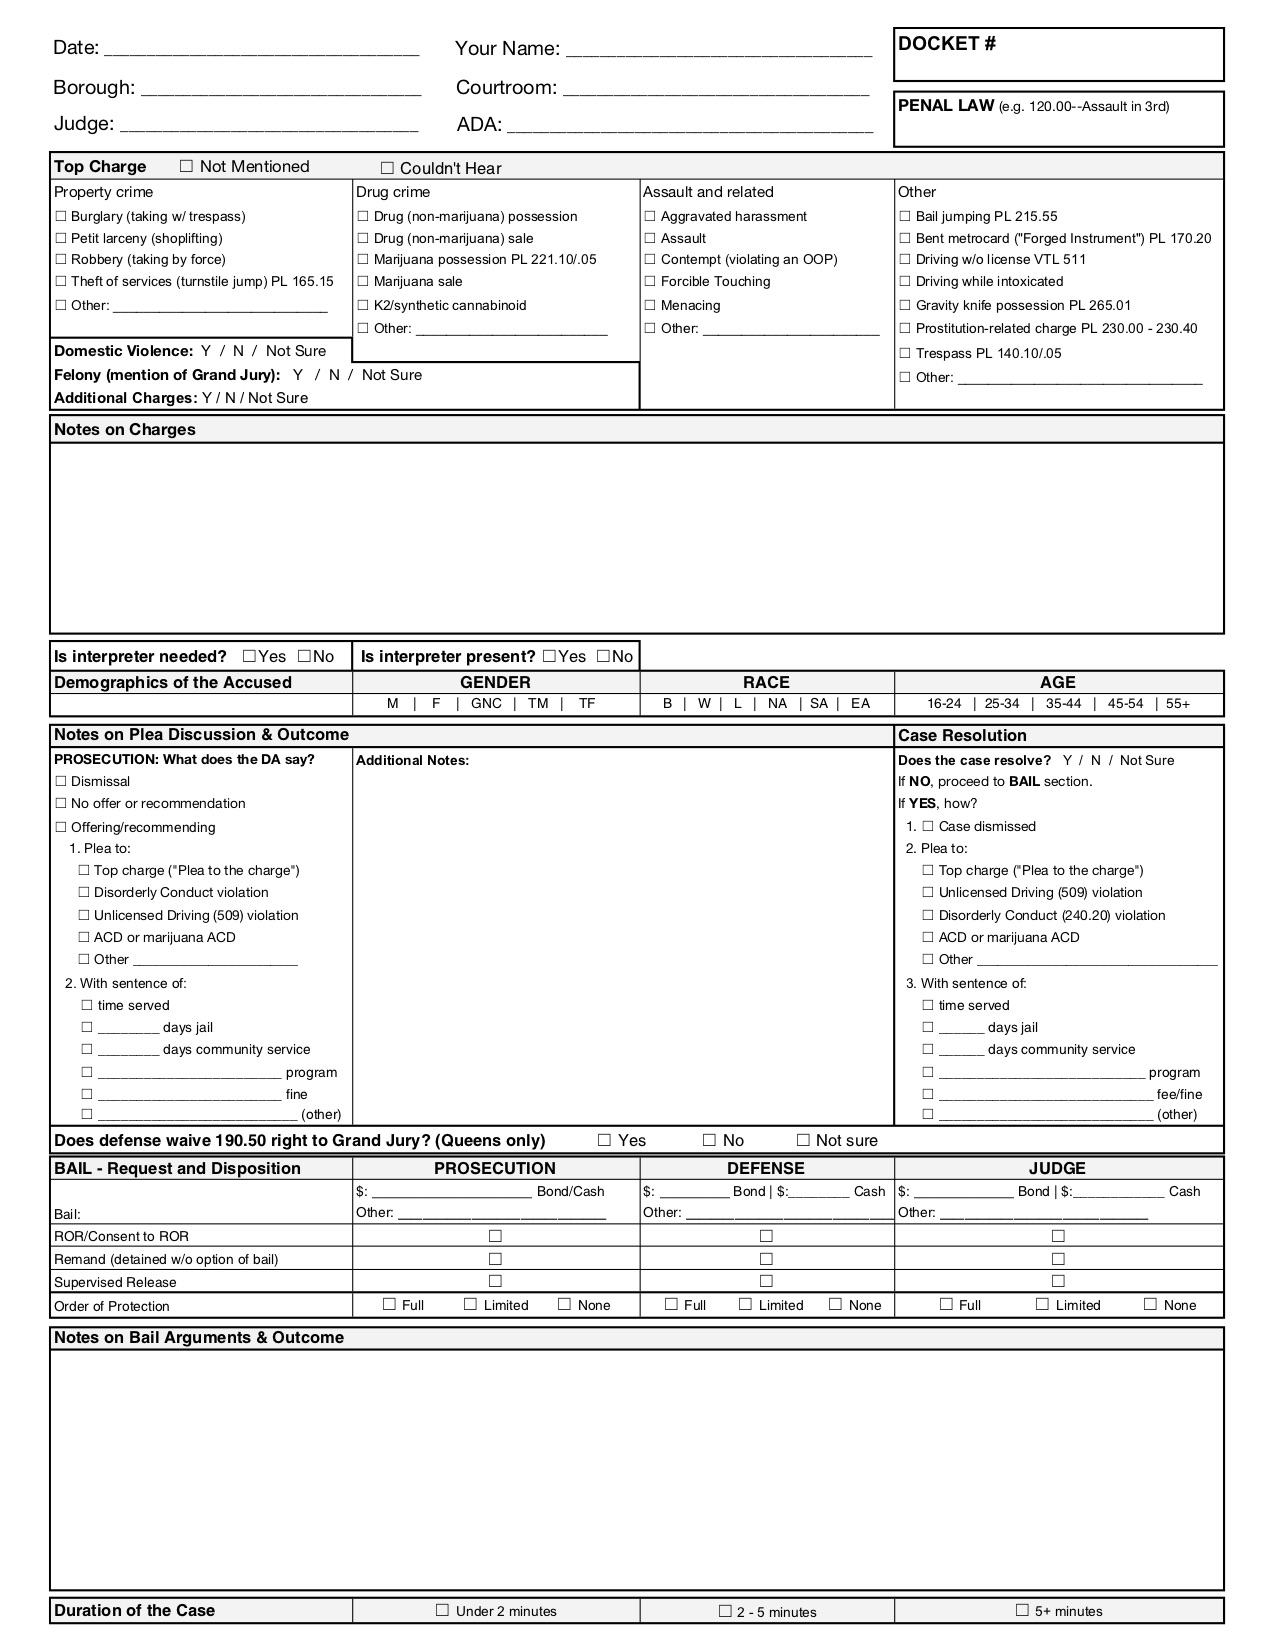 Date: ___________________________________ Your Name: __________________________________ DOCKET #
Borough: _______________________________ Courtroom: __________________________________
PENAL LAW (e.g. 120.00--Assault in 3rd)
Judge: _________________________________ ADA: ________________________________________
Top Charge ☐ Not Mentioned ☐ Couldn't Hear
Property crime Drug crime Assault and related Other
☐ Burglary (taking w/ trespass) ☐ Drug (non-marijuana) possession ☐ Aggravated harassment ☐ Bail jumping PL 215.55
☐ Petit larceny (shoplifting) ☐ Drug (non-marijuana) sale ☐ Assault ☐ Bent metrocard ("Forged Instrument") PL 170.20
☐ Robbery (taking by force) ☐ Marijuana possession PL 221.10/.05 ☐ Contempt (violating an OOP) ☐ Driving w/o license VTL 511
☐ Theft of services (turnstile jump) PL 165.15 ☐ Marijuana sale ☐ Forcible Touching ☐ Driving while intoxicated
☐ Other: ____________________________ ☐ K2/synthetic cannabinoid ☐ Menacing ☐ Gravity knife possession PL 265.01
☐ Other: _________________________ ☐ Other: _______________________ ☐ Prostitution-related charge PL 230.00 - 230.40
Domestic Violence: Y / N / Not Sure ☐ Trespass PL 140.10/.05
Felony (mention of Grand Jury): Y / N / Not Sure ☐ Other: ________________________________
Additional Charges: Y / N / Not Sure
Notes on Charges
Is interpreter needed? ☐Yes ☐No Is interpreter present? ☐Yes ☐No
Demographics of the Accused GENDER RACE AGE
M | F | GNC | TM | TF B | W | L | NA | SA | EA 16-24 | 25-34 | 35-44 | 45-54 | 55+
Notes on Plea Discussion & Outcome Case Resolution
PROSECUTION: What does the DA say? Additional Notes: Does the case resolve? Y / N / Not Sure
☐ Dismissal If NO, proceed to BAIL section.
☐ No offer or recommendation If YES, how?
☐ Offering/recommending 1. ☐ Case dismissed
1. Plea to: 2. Plea to:
☐ Top charge ("Plea to the charge") ☐ Top charge ("Plea to the charge")
☐ Disorderly Conduct violation ☐ Unlicensed Driving (509) violation
☐ Unlicensed Driving (509) violation ☐ Disorderly Conduct (240.20) violation
☐ ACD or marijuana ACD ☐ ACD or marijuana ACD
☐ Other _____________________ ☐ Other _______________________________
2. With sentence of: 3. With sentence of:
☐ time served ☐ time served
☐ ________ days jail ☐ ______ days jail
☐ ________ days community service ☐ ______ days community service
☐ ________________________ program ☐ ___________________________ program
☐ ________________________ fine ☐ ____________________________ fee/fine
☐ __________________________ (other) ☐ ____________________________ (other)
Does defense waive 190.50 right to Grand Jury? (Queens only) ☐ Yes ☐ No ☐ Not sure
BAIL - Request and Disposition PROSECUTION DEFENSE JUDGE
$: _____________________ Bond/Cash $: _________ Bond | $:________ Cash $: _____________ Bond | $:____________ Cash
Bail: Other: ___________________________ Other: ___________________________ Other: ___________________________
ROR/Consent to ROR ☐ ☐ ☐
Remand (detained w/o option of bail) ☐ ☐ ☐
Supervised Release ☐ ☐ ☐
Order of Protection ☐ Full ☐ Limited ☐ None ☐ Full ☐ Limited ☐ None ☐ Full ☐ Limited ☐ None
Notes on Bail Arguments & Outcome
Duration of the Case ☐ Under 2 minutes ☐ 2 - 5 minutes ☐ 5+ minutes